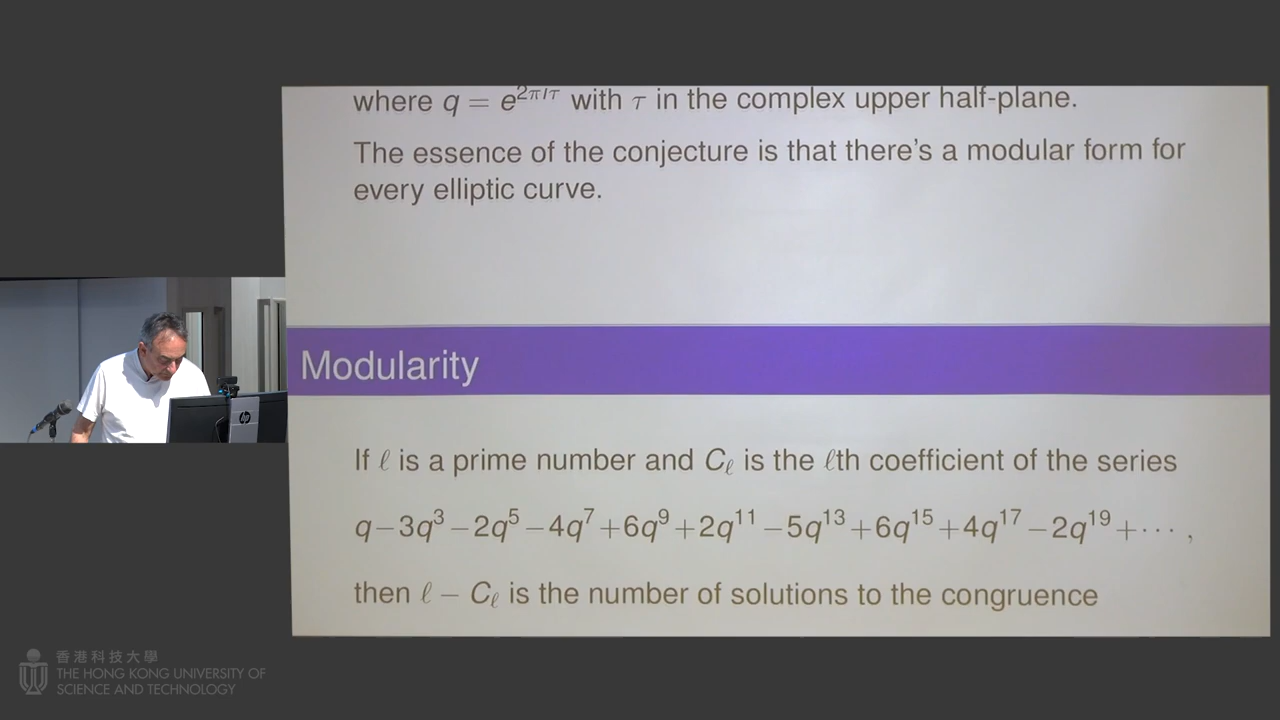 where q = e^{2πiτ} with τ in the complex upper half-plane.
The essence of the conjecture is that there's a modular form for
every elliptic curve.
Modularity
If ℓ is a prime number and C_ℓ is the ℓth coefficient of the series
q−3q^3−2q^5−4q^7+6q^9+2q^{11}−5q^{13}+6q^{15}+4q^{17}−2q^{19}+⋯ ,
then ℓ − C_ℓ is the number of solutions to the congruence
hp
香港科技大學
THE HONG KONG UNIVERSITY OF
SCIENCE AND TECHNOLOGY